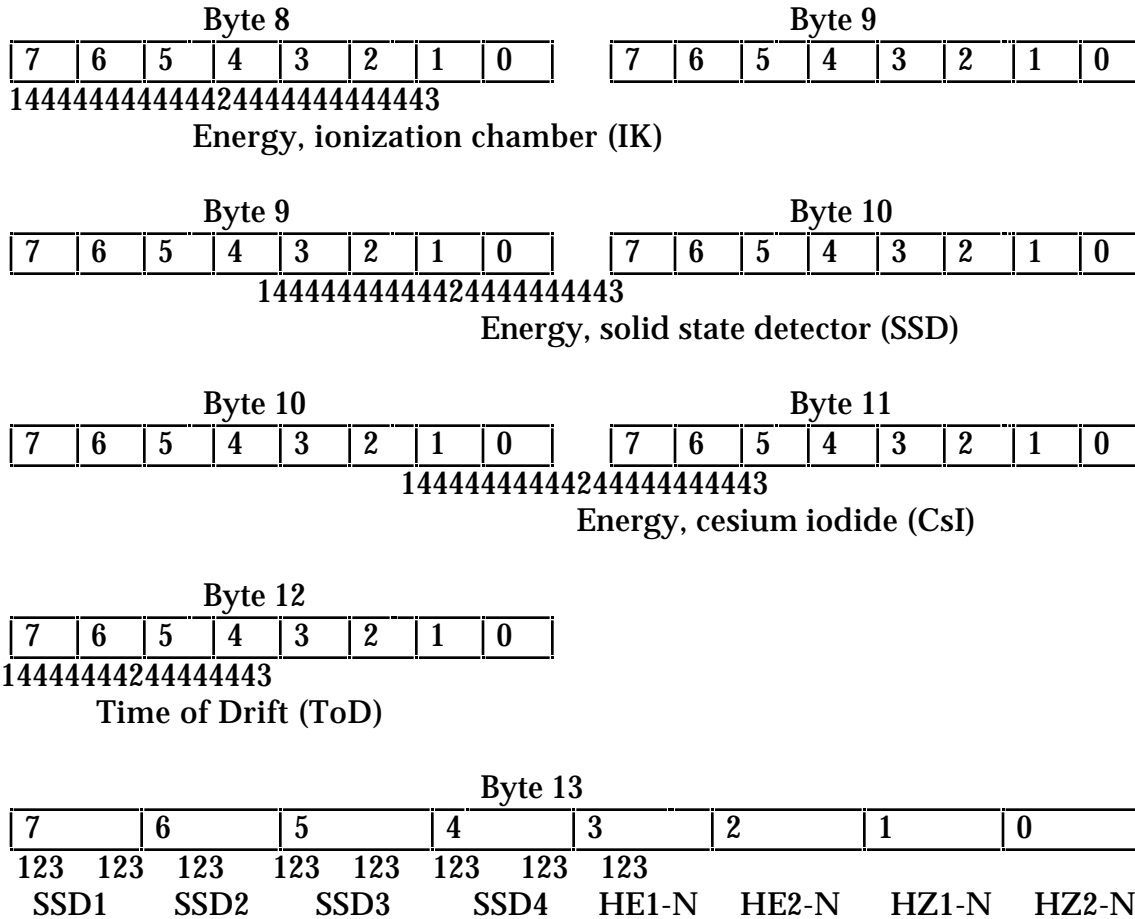 Byte 8 Byte 9
7 6 5 4 3 2 1 0 7 6 5 4 3 2 1 0
14444444444444244444444444443
Energy, ionization chamber (IK)
Byte 9 Byte 10
7 6 5 4 3 2 1 0 7 6 5 4 3 2 1 0
144444444444424444444443
Energy, solid state detector (SSD)
Byte 10 Byte 11
7 6 5 4 3 2 1 0 7 6 5 4 3 2 1 0
144444444444244444444443
Energy, cesium iodide (CsI)
Byte 12
7 6 5 4 3 2 1 0
144444442444444443
Time of Drift (ToD)
Byte 13
7 6 5 4 3 2 1 0
123 123 123 123 123 123 123 123
SSD1 SSD2 SSD3 SSD4 HE1-N HE2-N HZ1-N HZ2-N